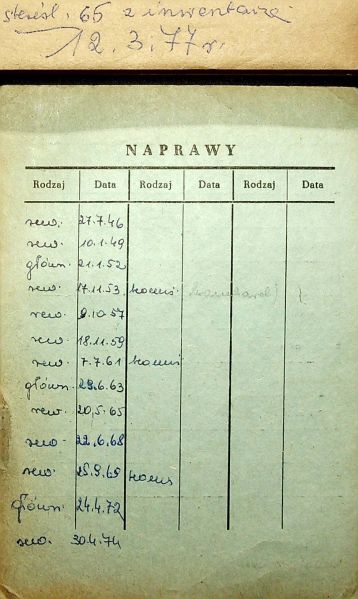 skreśl. 65 z inwentarza
12.3.77 r.
NAPRAWY
Rodzaj Data Rodzaj Data Rodzaj Data
rew. 27.7.46
rew. 10.1.49
główn. 21.1.52
rew. 17.11.53
rew. 9.10.57
rew. 18.11.59
rew. 7.7.61
główn. 28.6.63
rew. 20.5.65
rew. 22.6.68
rew. 25.9.69
główn. 24.4.72
rew. 30.4.74